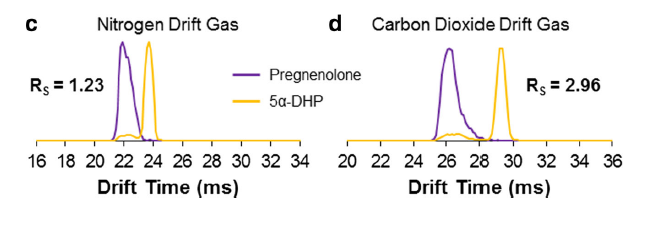 c Nitrogen Drift Gas
R_S = 1.23
Pregnenolone
5α-DHP
16 18 20 22 24 26 28 30 32 34
Drift Time (ms)
d Carbon Dioxide Drift Gas
R_S = 2.96
20 22 24 26 28 30 32 34 36
Drift Time (ms)